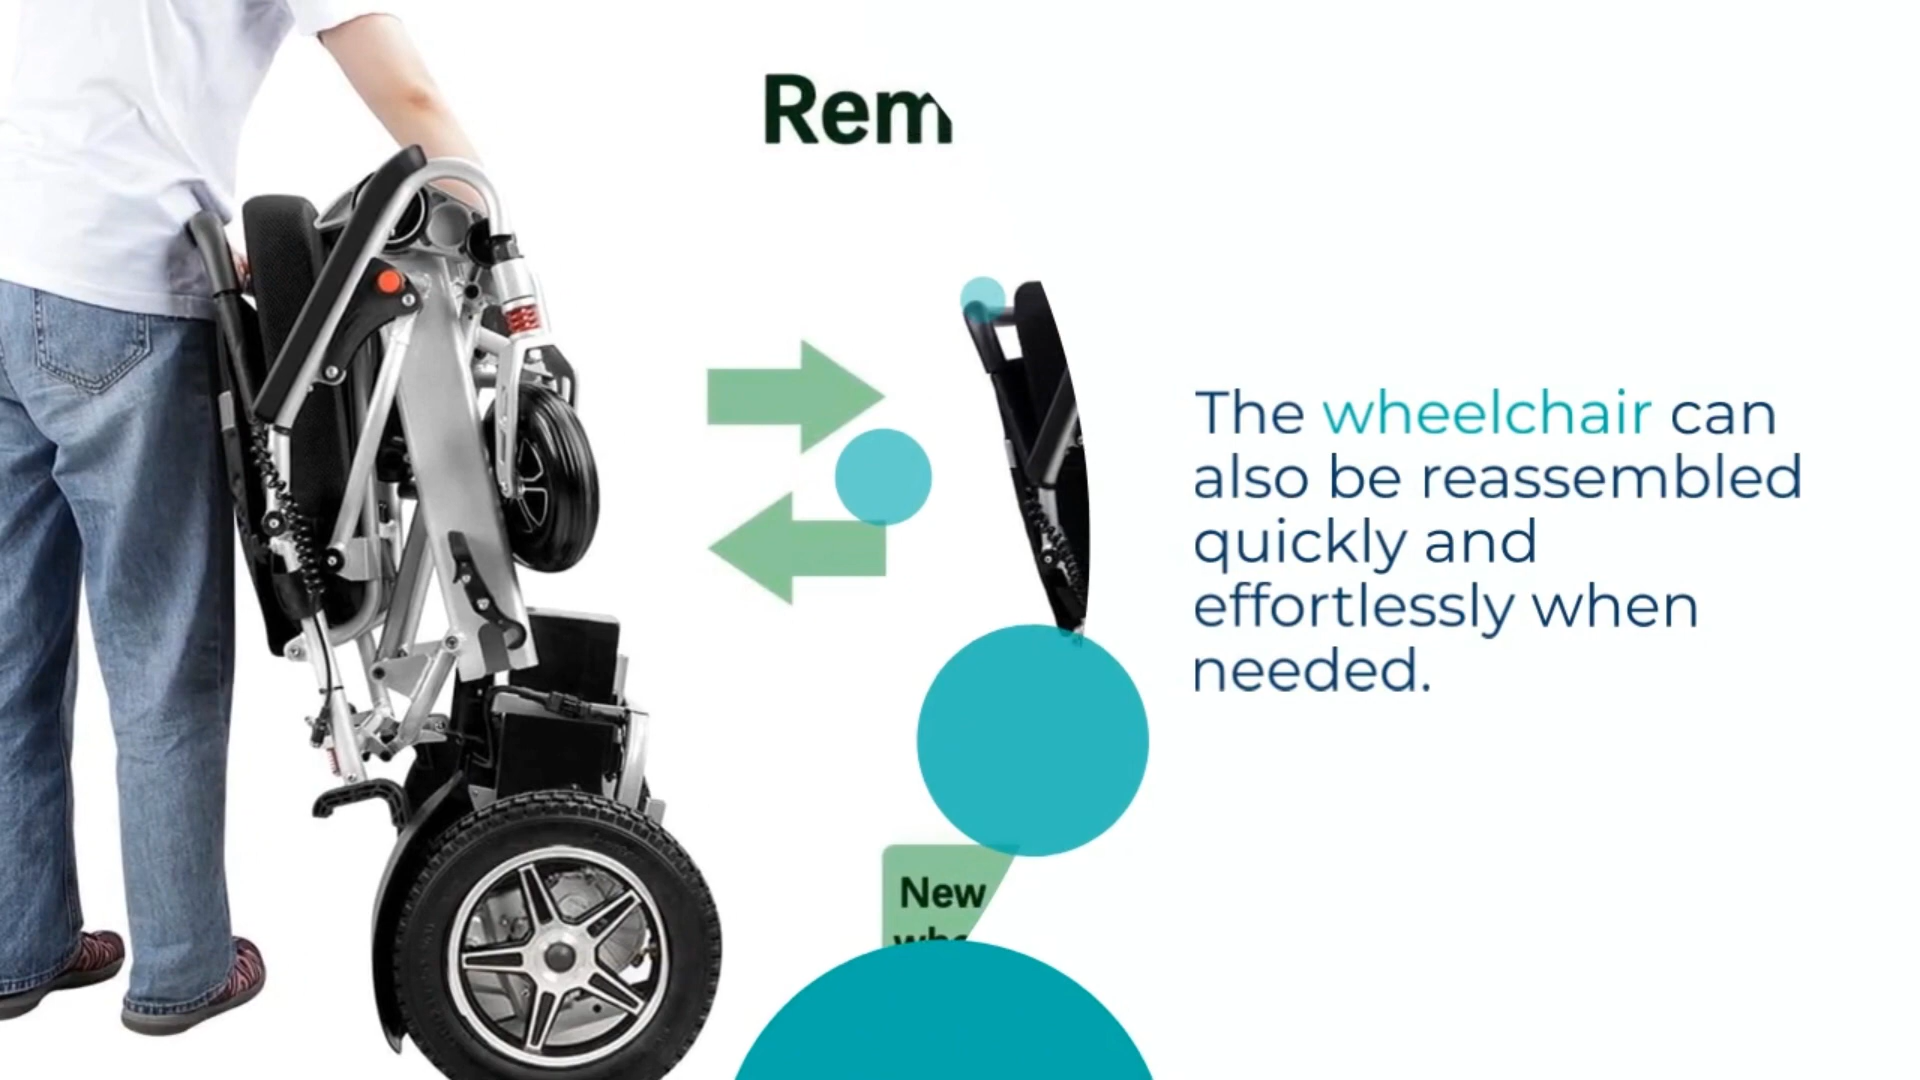 Rem
The wheelchair can
also be reassembled
quickly and
effortlessly when
needed.
New